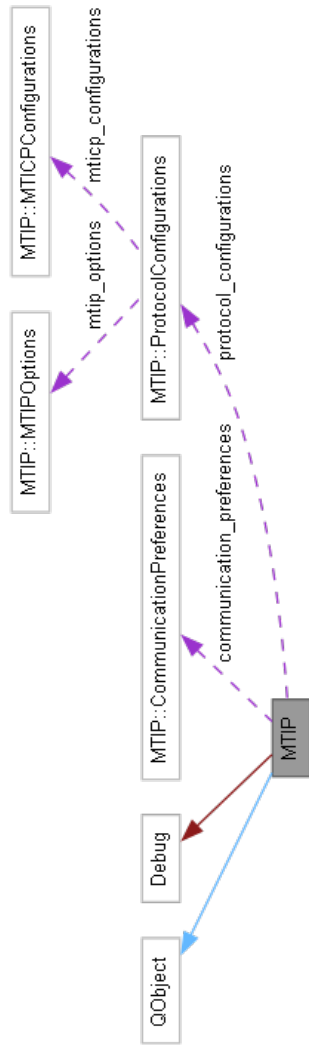 MTIP::MTIPOptions
MTIP::MTICPConfigurations
mtip_options
mticp_configurations
QObject
Debug
MTIP::CommunicationPreferences
MTIP::ProtocolConfigurations
communication_preferences
protocol_configurations
MTIP